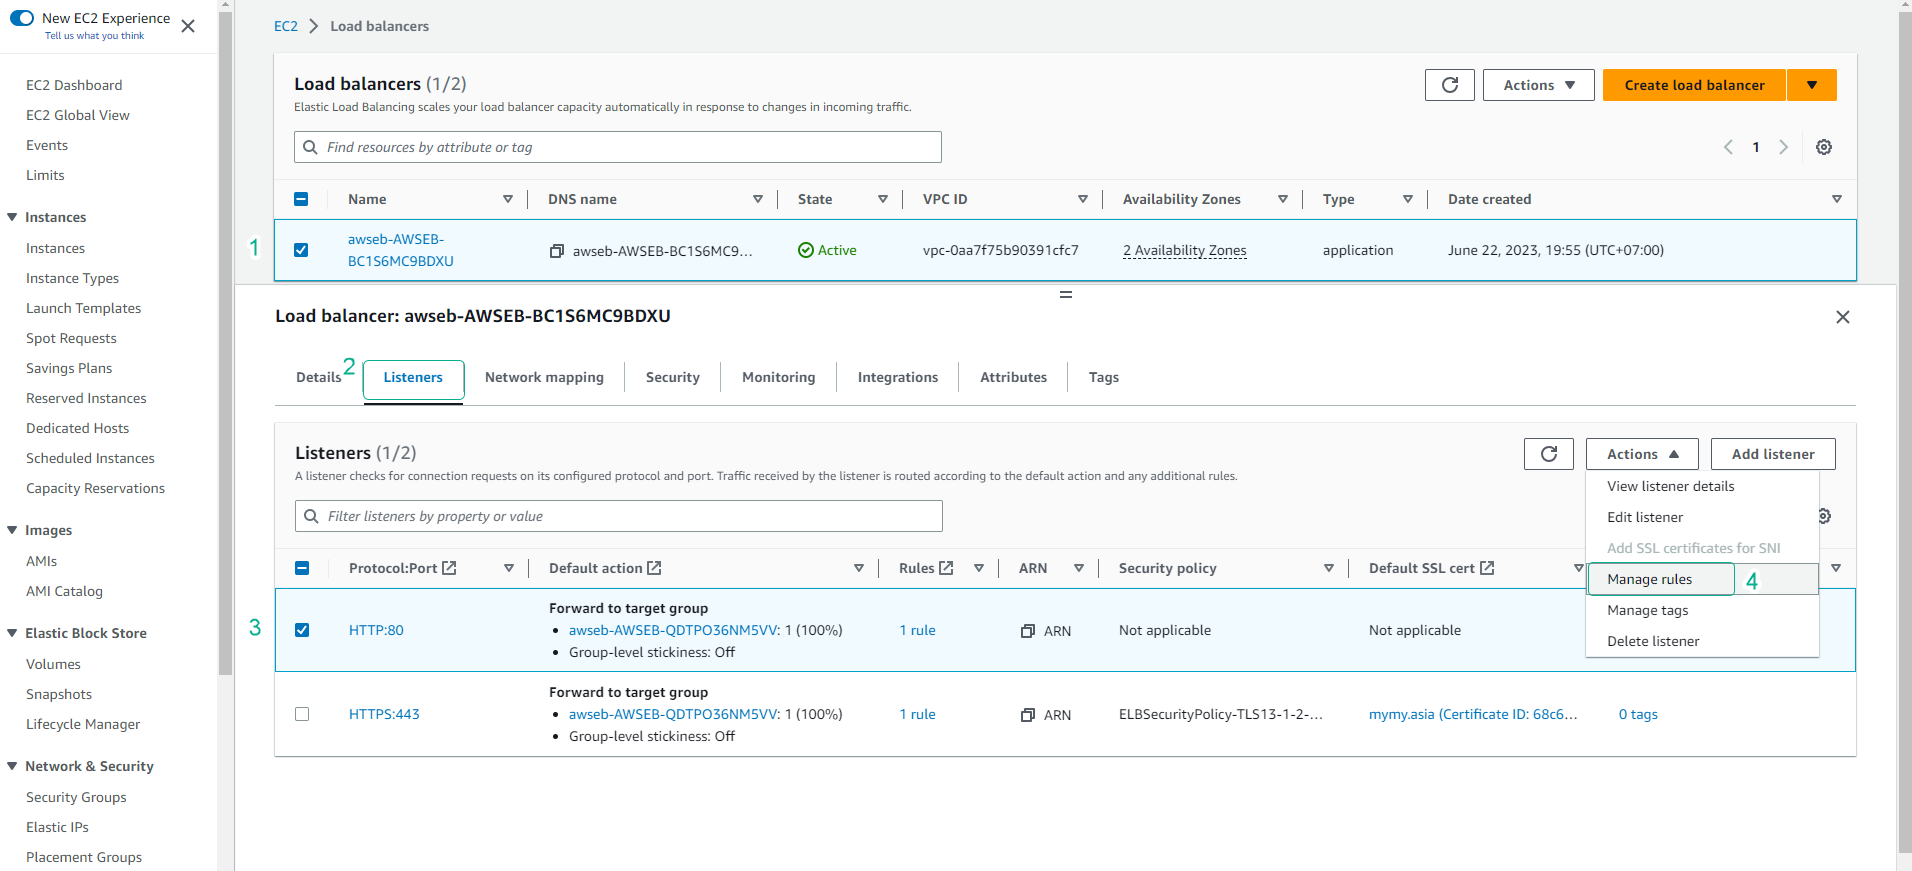 New EC2 Experience
Tell us what you think
EC2 Dashboard
EC2 Global View
Events
Limits
Instances
Instances
Instance Types
Launch Templates
Spot Requests
Savings Plans
Reserved Instances
Dedicated Hosts
Scheduled Instances
Capacity Reservations
Images
AMIs
AMI Catalog
Elastic Block Store
Volumes
Snapshots
Lifecycle Manager
Network & Security
Security Groups
Elastic IPs
Placement Groups
EC2 Load balancers
Load balancers (1/2) Actions Create load balancer
Elastic Load Balancing scales your load balancer capacity automatically in response to changes in incoming traffic.
Find resources by attribute or tag 1
Name DNS name State VPC ID Availability Zones Type Date created
1 awseb-AWSEB-
BC1S6MC9BDXU awseb-AWSEB-BC1S6MC9... Active vpc-0aa7f75b90391cfc7 2 Availability Zones application June 22, 2023, 19:55 (UTC+07:00)
Load balancer: awseb-AWSEB-BC1S6MC9BDXU
Details 2 Listeners Network mapping Security Monitoring Integrations Attributes Tags
Listeners (1/2) Actions Add listener
A listener checks for connection requests on its configured protocol and port. Traffic received by the listener is routed according to the default action and any additional rules.
Filter listeners by property or value
View listener details
Edit listener
Add SSL certificates for SNI
Manage rules 4
Manage tags
Delete listener
Protocol:Port Default action Rules ARN Security policy Default SSL cert
Forward to target group
3 HTTP:80 • awseb-AWSEB-QDTPO36NM5VV: 1 (100%) 1 rule ARN Not applicable Not applicable
• Group-level stickiness: Off
Forward to target group
HTTPS:443 • awseb-AWSEB-QDTPO36NM5VV: 1 (100%) 1 rule ARN ELBSecurityPolicy-TLS13-1-2-... mymy.asia (Certificate ID: 68c6... 0 tags
• Group-level stickiness: Off